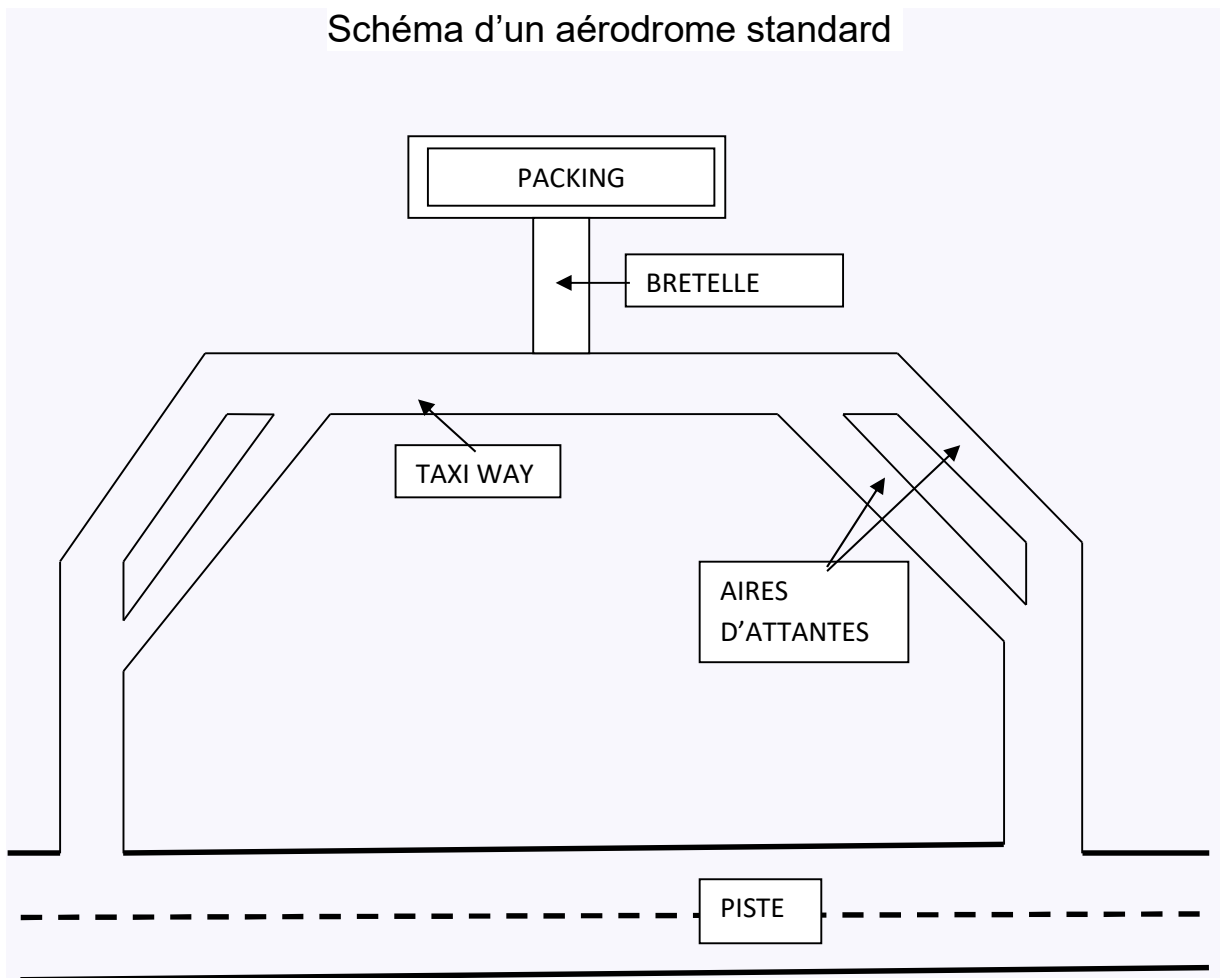 Schéma d’un aérodrome standard
PACKING
BRETELLE
TAXI WAY
AIRES
D’ATTANTES
PISTE